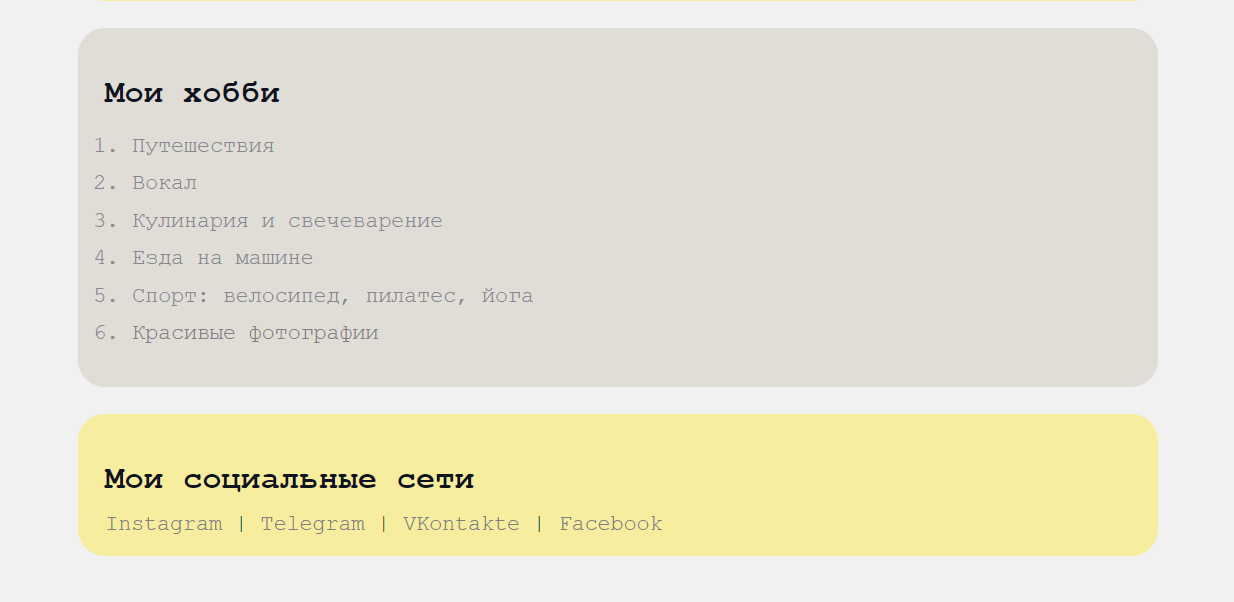 Мои хобби
1. Путешествия
2. Вокал
3. Кулинария и свечеварение
4. Езда на машине
5. Спорт: велосипед, пилатес, йога
6. Красивые фотографии
Мои социальные сети
Instagram | Telegram | VKontakte | Facebook